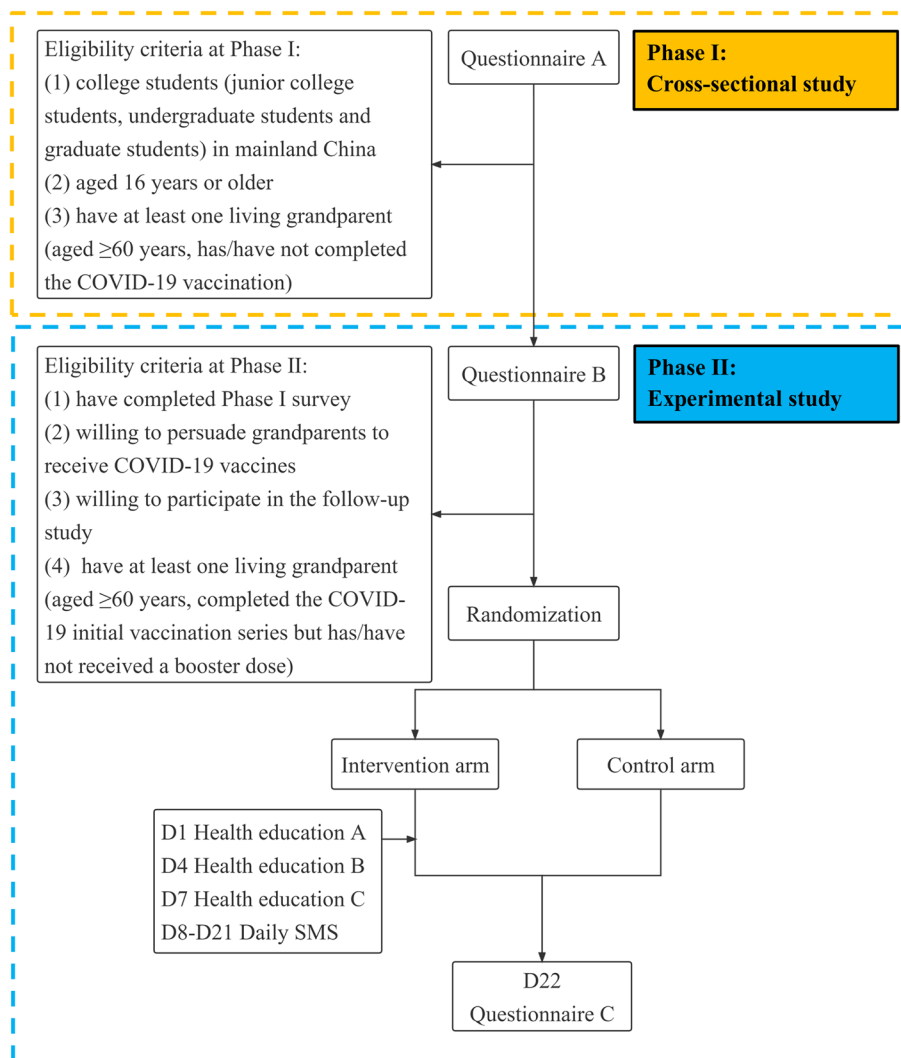 Eligibility criteria at Phase I:
(1) college students (junior college
students, undergraduate students and
graduate students) in mainland China
(2) aged 16 years or older
(3) have at least one living grandparent
(aged ≥60 years, has/have not completed
the COVID-19 vaccination)
Questionnaire A
Phase I:
Cross-sectional study
Eligibility criteria at Phase II:
(1) have completed Phase I survey
(2) willing to persuade grandparents to
receive COVID-19 vaccines
(3) willing to participate in the follow-up
study
(4) have at least one living grandparent
(aged ≥60 years, completed the COVID-
19 initial vaccination series but has/have
not received a booster dose)
Questionnaire B
Phase II:
Experimental study
Randomization
Intervention arm
Control arm
D1 Health education A
D4 Health education B
D7 Health education C
D8-D21 Daily SMS
D22
Questionnaire C